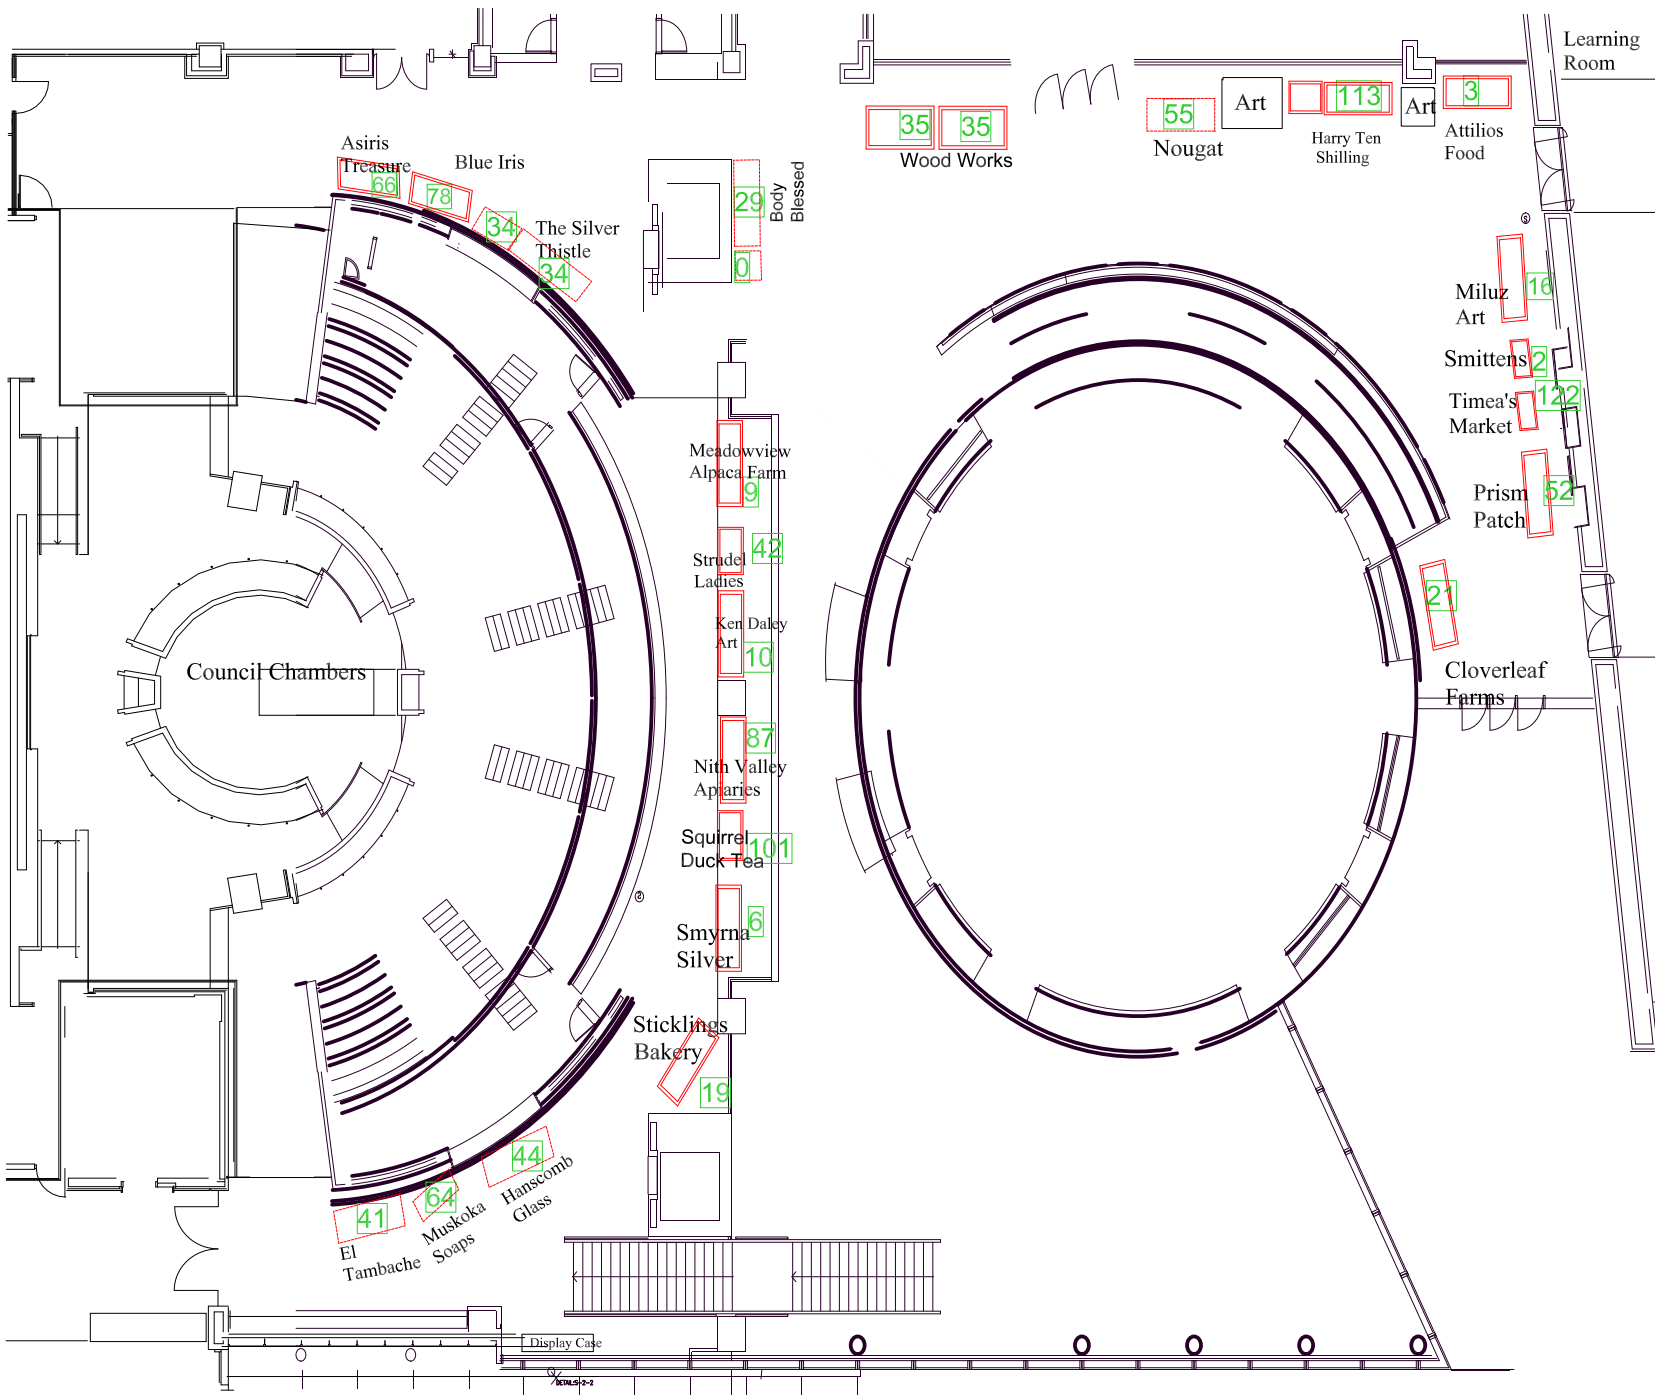 Learning
Room
Art
113
Art
3
35
35
55
Wood Works
Nougat
Harry Ten
Shilling
Attilios
Food
Asiris
Treasure
66
Blue Iris
78
34
The Silver
Thistle
34
29
Body
Blessed
0
16
Miluz
Art
Smittens
2
122
Timea's
Market
Prism
Patch
52
21
Cloverleaf
Farms
Meadowview
Alpaca Farm
9
42
Strudel
Ladies
Ken Daley
Art
10
Council Chambers
87
Nith Valley
Apiaries
Squirrel
Duck Tea
101
6
Smyrna
Silver
Sticklings
Bakery
19
44
Hanscomb
Glass
64
Muskoka
Soaps
41
El
Tambache
Display Case
DETAILS-2-2